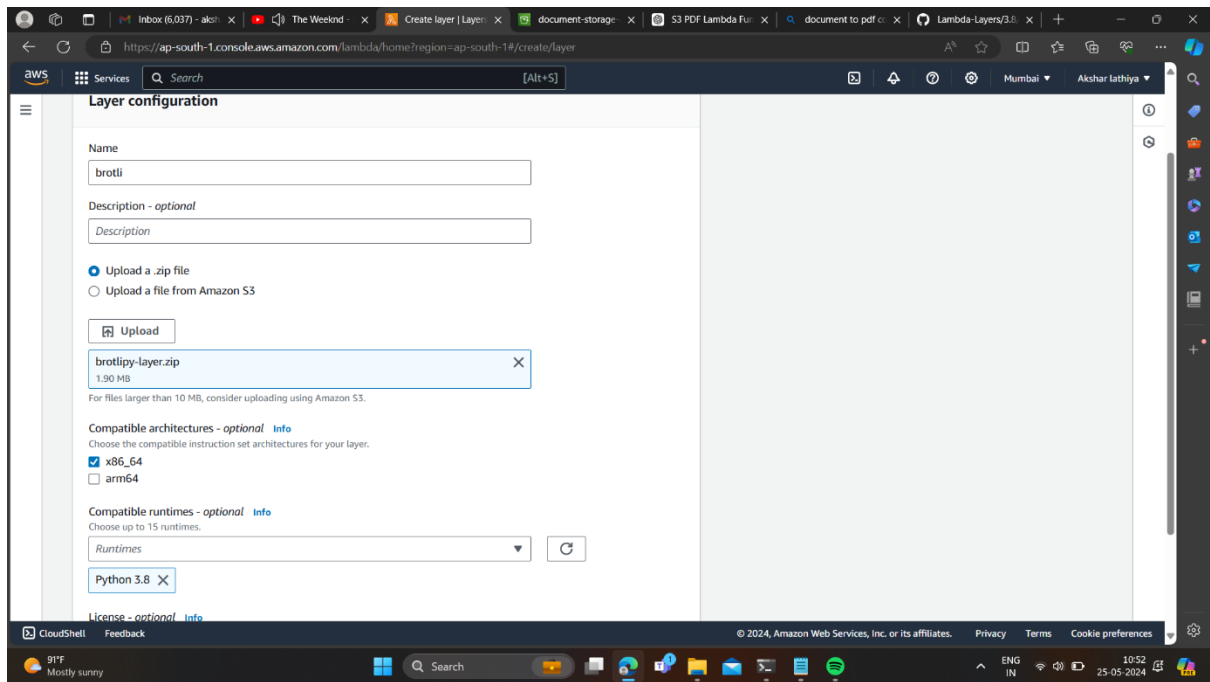 Inbox (6,037) - aksh
The Weeknd -
Create layer | Layers
document-storage-
S3 PDF Lambda Fun
document to pdf co
Lambda-Layers/3.8,
https://ap-south-1.console.aws.amazon.com/lambda/home?region=ap-south-1#/create/layer
aws
Services
Search
[Alt+S]
Mumbai
Akshar lathiya
Layer configuration
Name
brotli
Description - optional
Description
Upload a .zip file
Upload a file from Amazon S3
Upload
brotlipy-layer.zip
1.90 MB
For files larger than 10 MB, consider uploading using Amazon S3.
Compatible architectures - optional Info
Choose the compatible instruction set architectures for your layer.
x86_64
arm64
Compatible runtimes - optional Info
Choose up to 15 runtimes.
Runtimes
Python 3.8
License - optional Info
CloudShell
Feedback
© 2024, Amazon Web Services, Inc. or its affiliates.
Privacy
Terms
Cookie preferences
91°F
Mostly sunny
Search
ENG
IN
10:52
25-05-2024